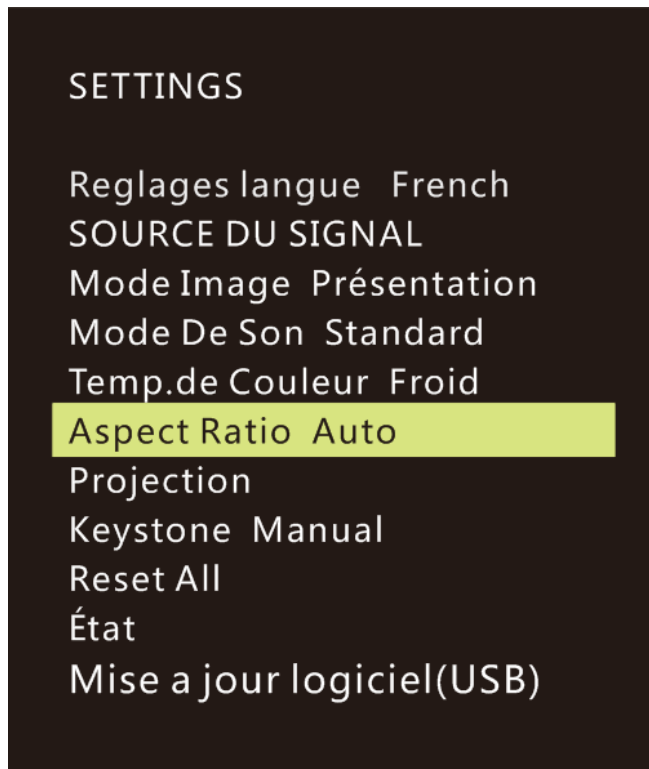 SETTINGS
Reglages langue French
SOURCE DU SIGNAL
Mode Image Présentation
Mode De Son Standard
Temp.de Couleur Froid
Aspect Ratio Auto
Projection
Keystone Manual
Reset All
État
Mise a jour logiciel(USB)